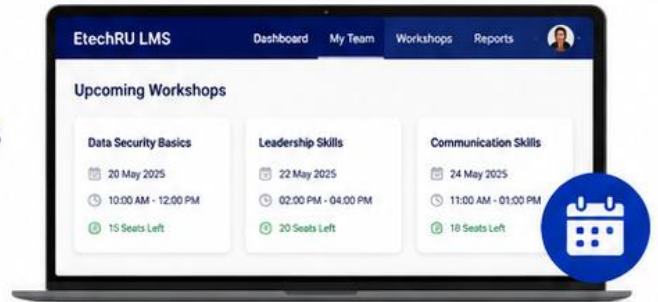 EtechRU LMS Dashboard My Team Workshops Reports
Upcoming Workshops
Data Security Basics
20 May 2025
10:00 AM - 12:00 PM
15 Seats Left
Leadership Skills
22 May 2025
02:00 PM - 04:00 PM
20 Seats Left
Communication Skills
24 May 2025
11:00 AM - 01:00 PM
18 Seats Left